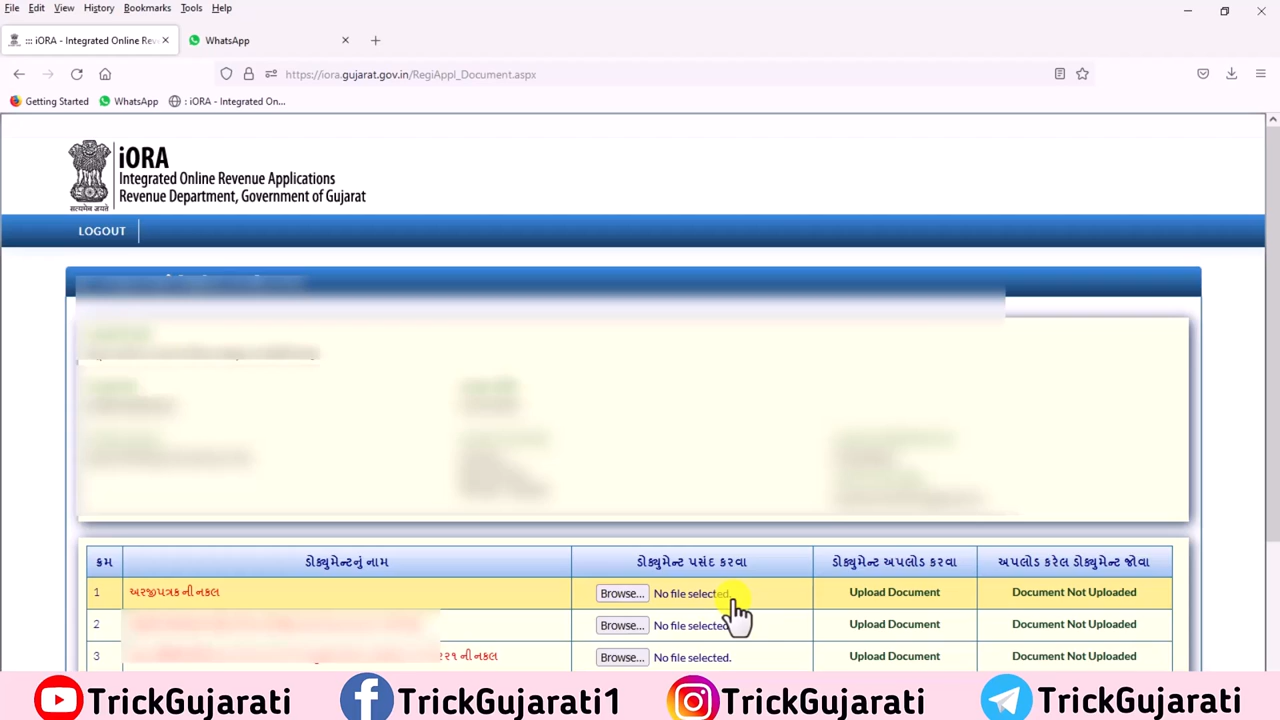 File Edit View History Bookmarks Tools Help
::: iORA - Integrated Online Rev
WhatsApp
https://iora.gujarat.gov.in/RegiAppl_Document.aspx
Getting Started WhatsApp : iORA - Integrated On...
सत्यमेव जयते
iORA
Integrated Online Revenue Applications
Revenue Department, Government of Gujarat
LOGOUT
ક્રમ ડોક્યુમેન્ટનું નામ ડોક્યુમેન્ટ પસંદ કરવા ડોક્યુમેન્ટ અપલોડ કરવા અપલોડ કરેલ ડોક્યુમેન્ટ જોવા
1 અરજીપત્રક ની નકલ Browse... No file selected. Upload Document Document Not Uploaded
2 Browse... No file selected. Upload Document Document Not Uploaded
3 ની નકલ Browse... No file selected. Upload Document Document Not Uploaded
TrickGujarati TrickGujarati1 TrickGujarati TrickGujarati